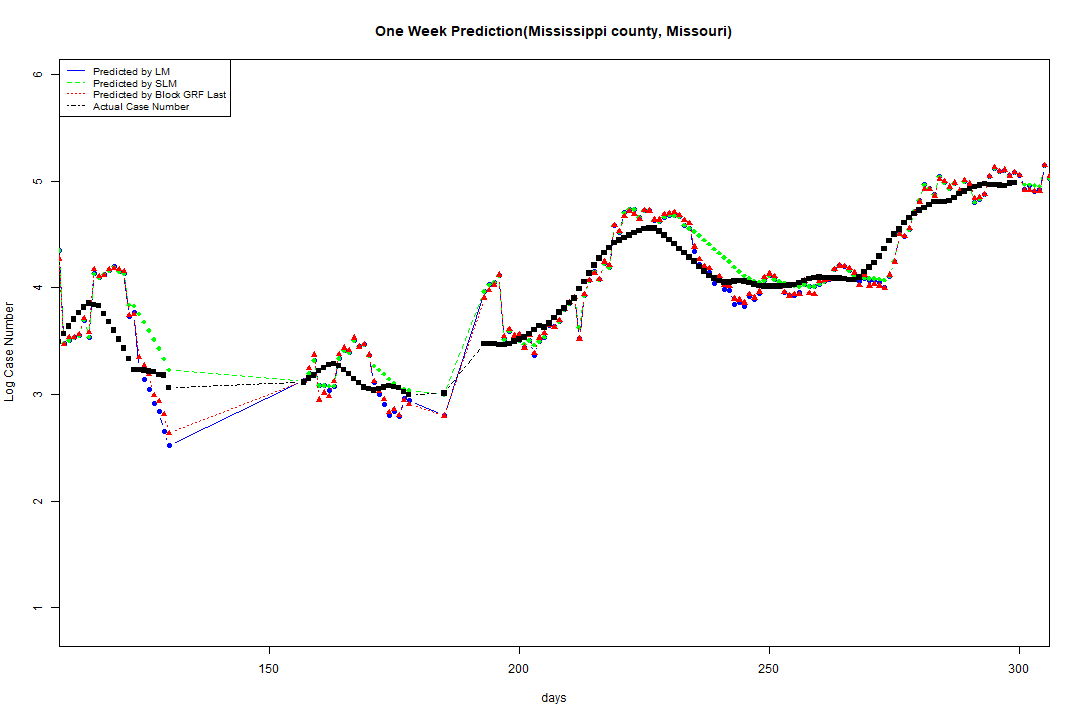 One Week Prediction(Mississippi county, Missouri)
Predicted by LM
Predicted by SLM
Predicted by Block GRF Last
Actual Case Number
6
5
4
3
2
1
Log Case Number
150
200
250
300
days